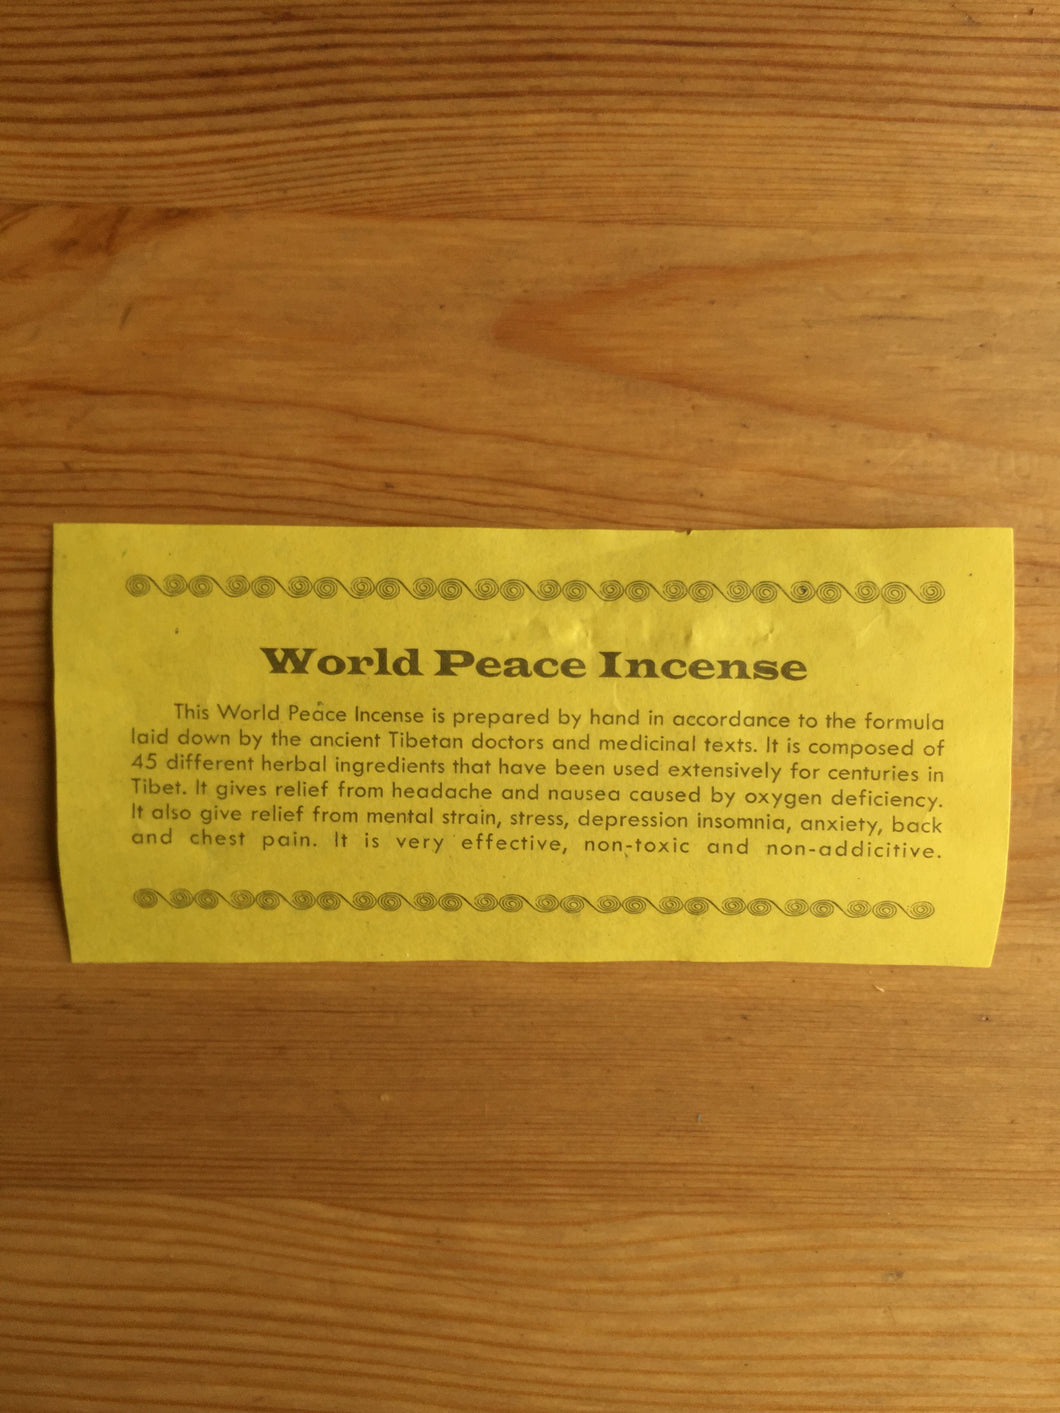 World Peace Incense
This World Peace Incense is prepared by hand in accordance to the formula
laid down by the ancient Tibetan doctors and medicinal texts. It is composed of
45 different herbal ingredients that have been used extensively for centuries in
Tibet. It gives relief from headache and nausea caused by oxygen deficiency.
It also give relief from mental strain, stress, depression insomnia, anxiety, back
and chest pain. It is very effective, non-toxic and non-addicitive.